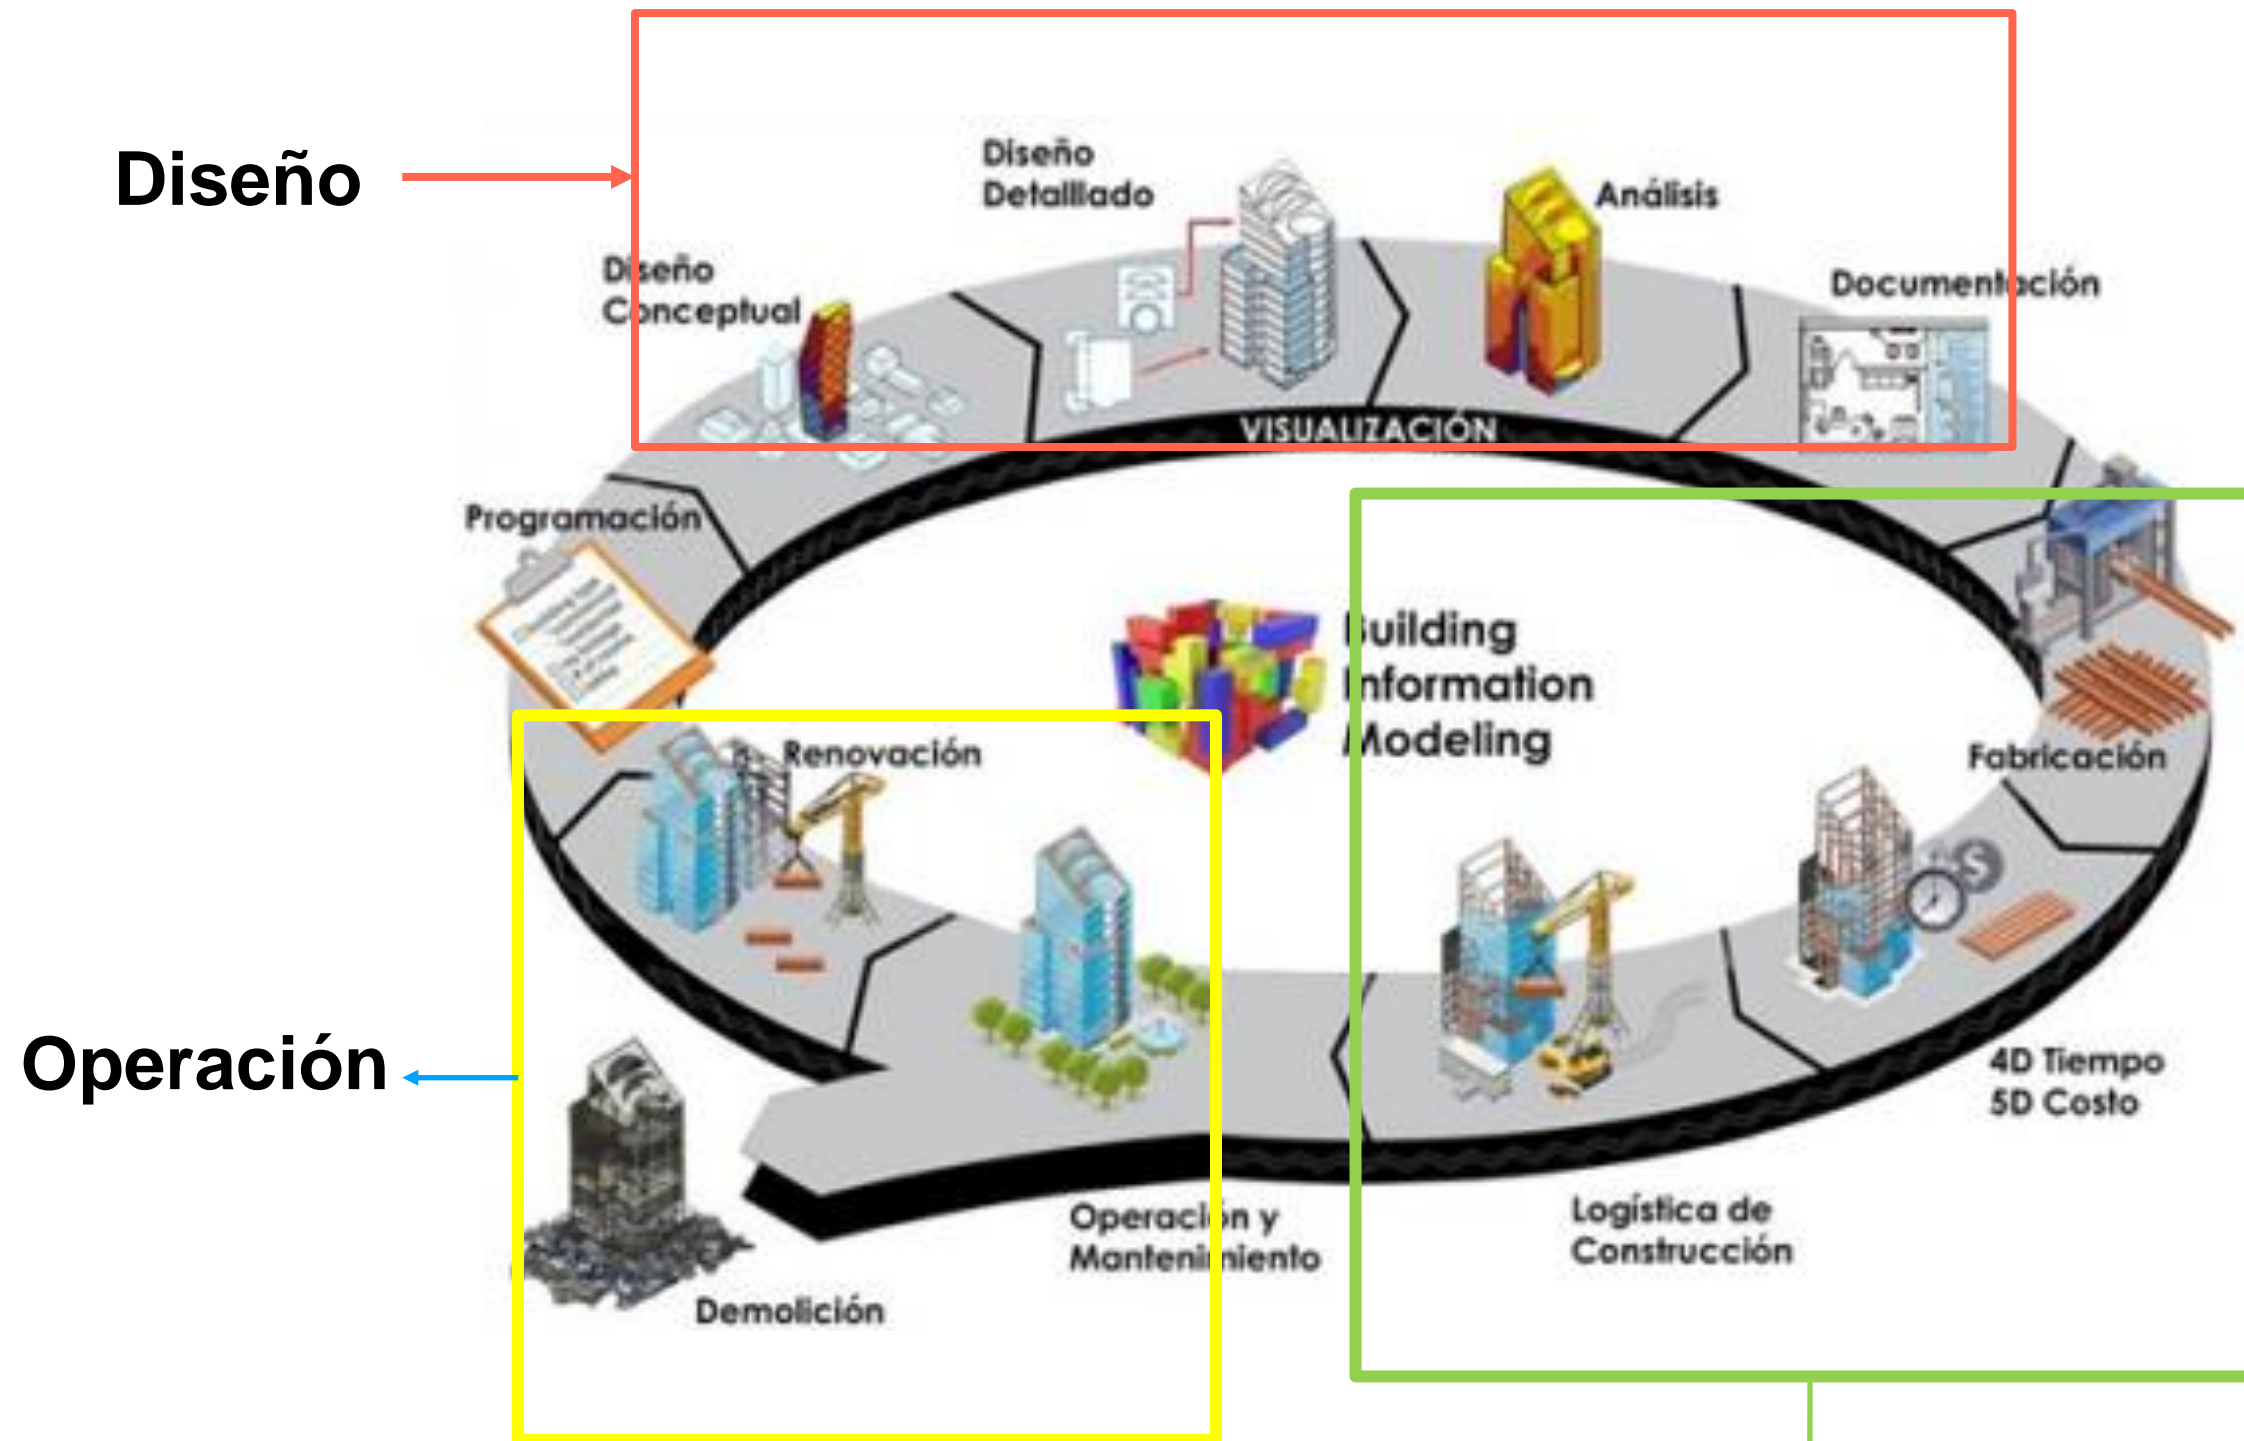 Diseño
Diseño
Detalllado
Análisis
Diseño
Conceptual
Documentación
VISUALIZACIÓN
Programación
Building
Information
Modeling
Renovación
Fabricación
Operación
4D Tiempo
5D Costo
Operación y
Mantenimiento
Logística de
Construcción
Demolición